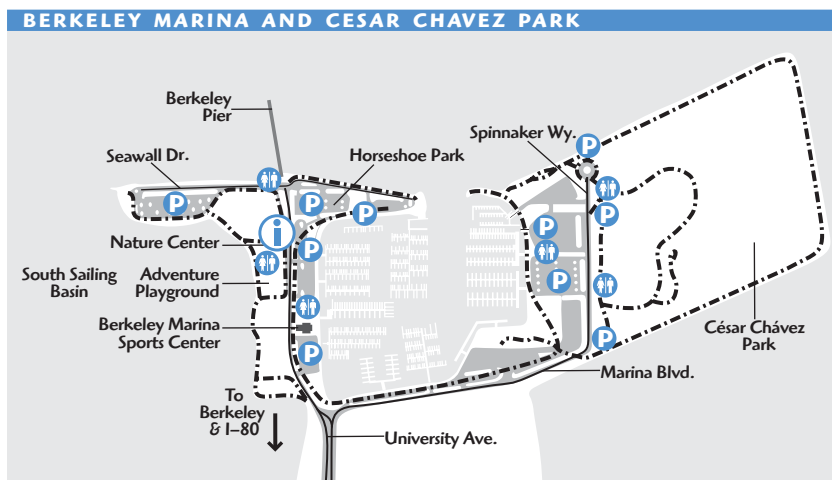 BERKELEY MARINA AND CESAR CHAVEZ PARK
Berkeley
Pier
Seawall Dr.
Horseshoe Park
Spinnaker Wy.
P
P
P
P
P
P
P
P
P
P
i
Nature Center
South Sailing
Basin
Adventure
Playground
Berkeley Marina
Sports Center
César Chávez
Park
Marina Blvd.
To
Berkeley
& I–80
University Ave.